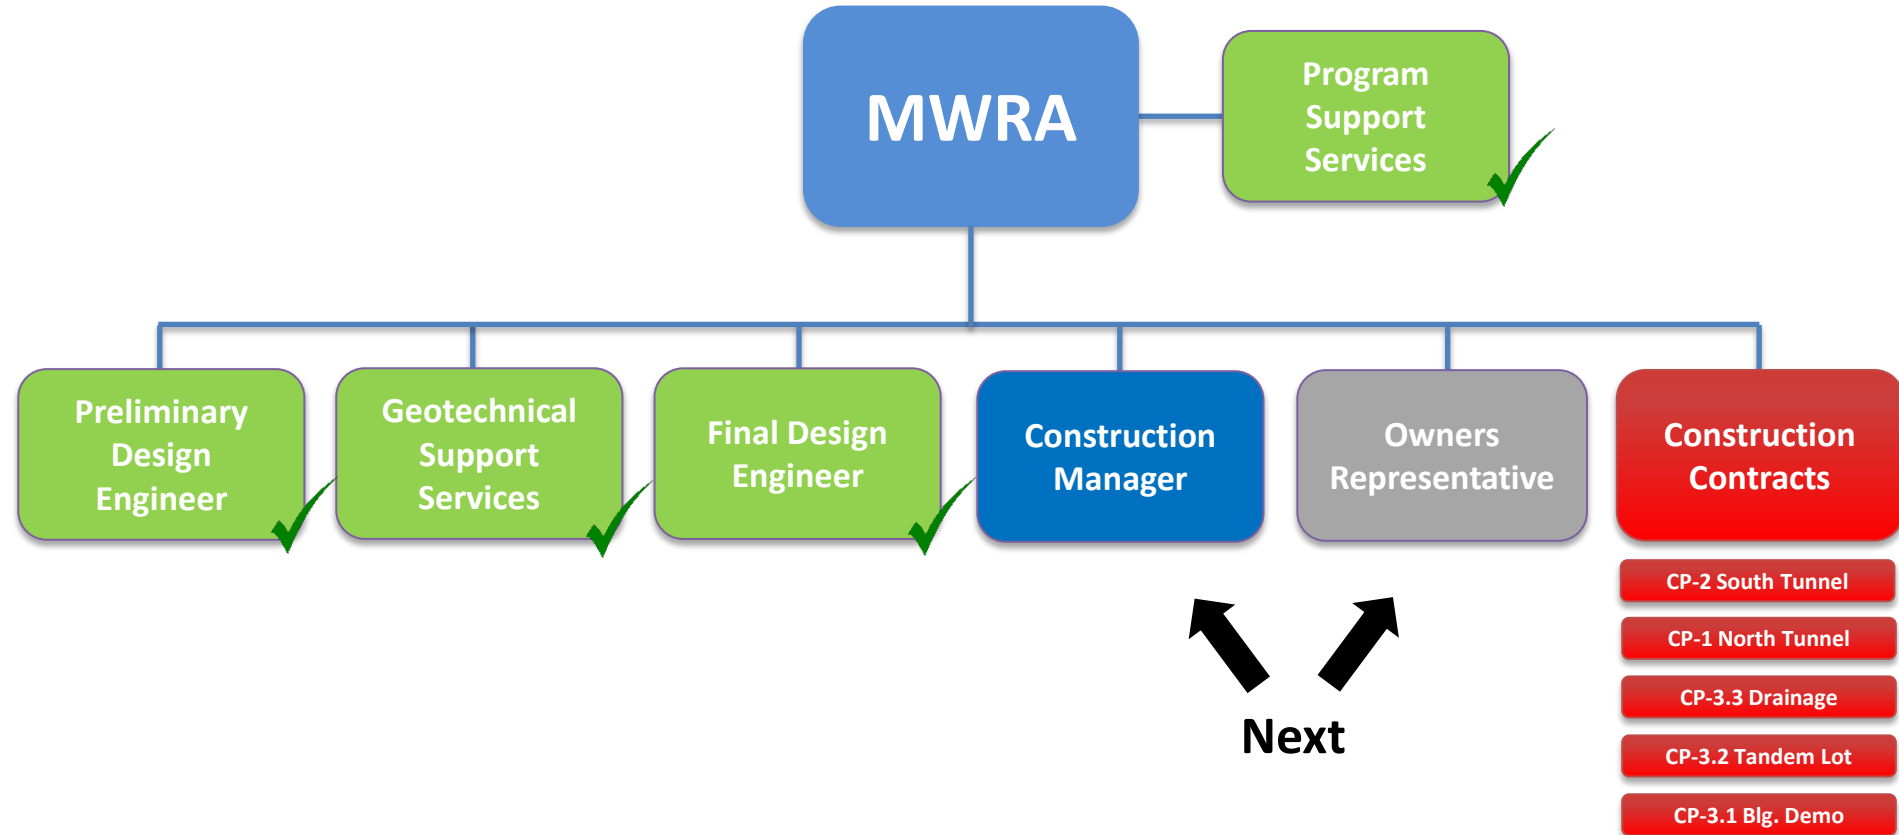 MWRA
Program
Support
Services
Preliminary
Design
Engineer
Geotechnical
Support
Services
Final Design
Engineer
Construction
Manager
Owners
Representative
Construction
Contracts
CP-2 South Tunnel
CP-1 North Tunnel
CP-3.3 Drainage
CP-3.2 Tandem Lot
CP-3.1 Blg. Demo
Next